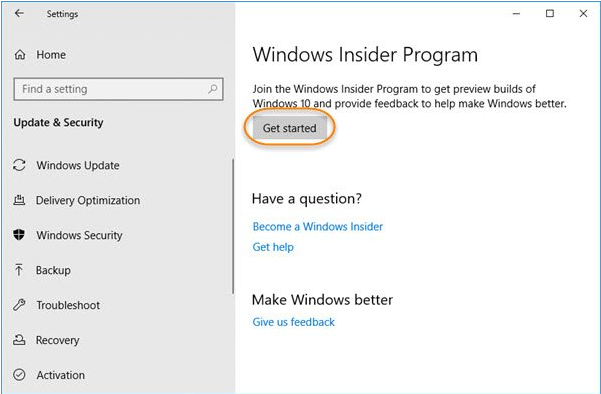 Settings
Home
Find a setting
Update & Security
Windows Update
Delivery Optimization
Windows Security
Backup
Troubleshoot
Recovery
Activation
Windows Insider Program
Join the Windows Insider Program to get preview builds of
Windows 10 and provide feedback to help make Windows better.
Get started
Have a question?
Become a Windows Insider
Get help
Make Windows better
Give us feedback